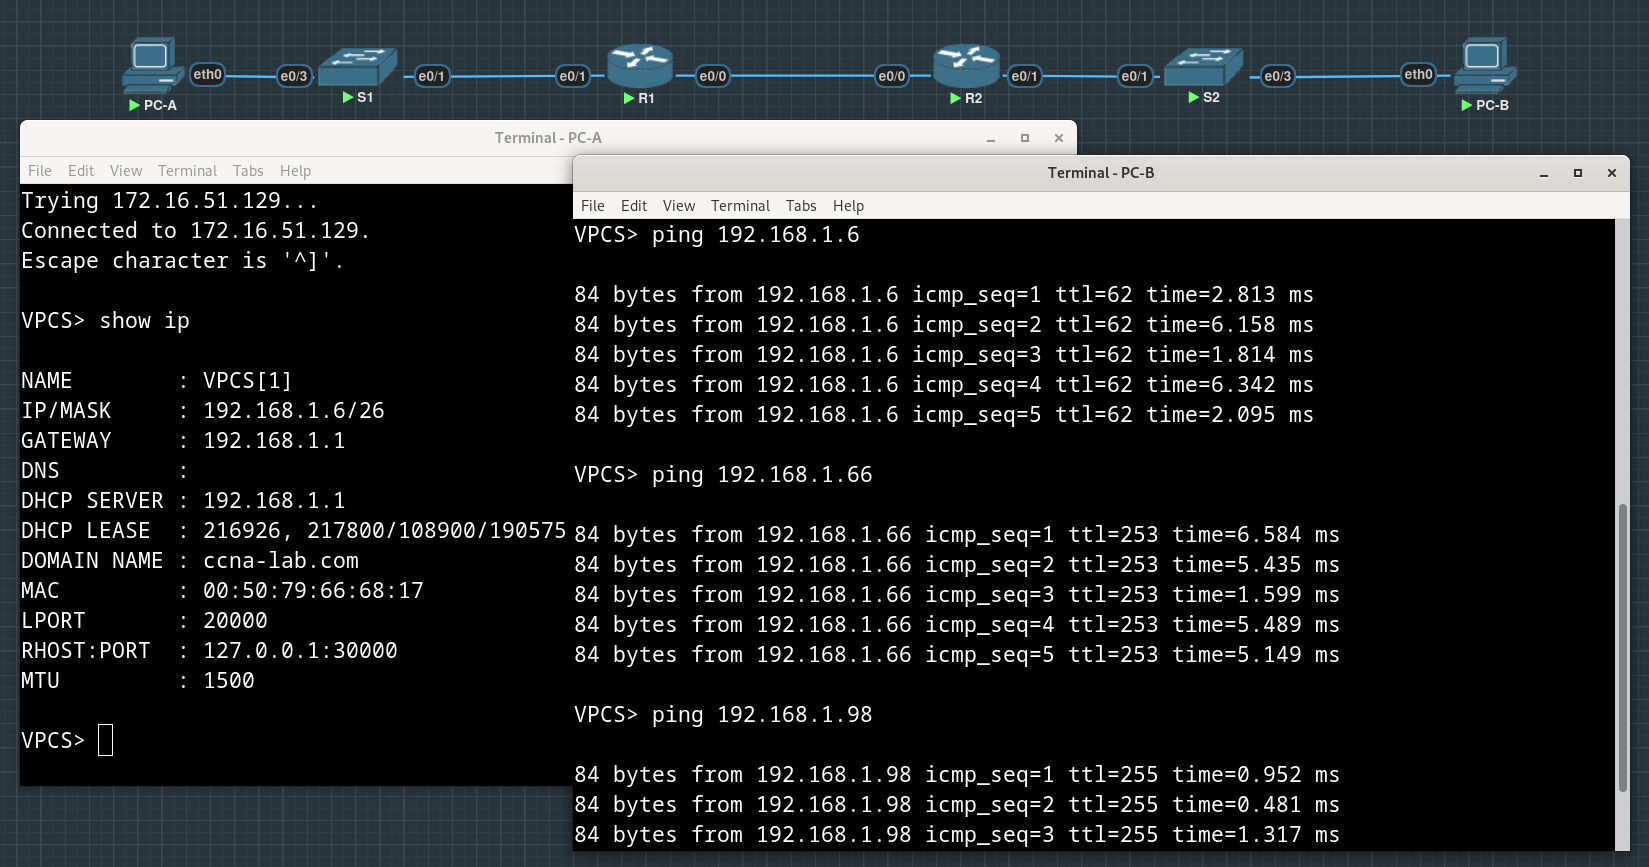 eth0 e0/3 e0/1 e0/1 e0/0 e0/0 e0/1 e0/1 e0/3 eth0
PC-A S1 R1 R2 S2 PC-B
Terminal - PC-A
File Edit View Terminal Tabs Help
Trying 172.16.51.129...
Connected to 172.16.51.129.
Escape character is '^]'.
VPCS> show ip
NAME : VPCS[1]
IP/MASK : 192.168.1.6/26
GATEWAY : 192.168.1.1
DNS :
DHCP SERVER : 192.168.1.1
DHCP LEASE : 216926, 217800/108900/190575
DOMAIN NAME : ccna-lab.com
MAC : 00:50:79:66:68:17
LPORT : 20000
RHOST:PORT : 127.0.0.1:30000
MTU : 1500
VPCS>
Terminal - PC-B
File Edit View Terminal Tabs Help
VPCS> ping 192.168.1.6
84 bytes from 192.168.1.6 icmp_seq=1 ttl=62 time=2.813 ms
84 bytes from 192.168.1.6 icmp_seq=2 ttl=62 time=6.158 ms
84 bytes from 192.168.1.6 icmp_seq=3 ttl=62 time=1.814 ms
84 bytes from 192.168.1.6 icmp_seq=4 ttl=62 time=6.342 ms
84 bytes from 192.168.1.6 icmp_seq=5 ttl=62 time=2.095 ms
VPCS> ping 192.168.1.66
84 bytes from 192.168.1.66 icmp_seq=1 ttl=253 time=6.584 ms
84 bytes from 192.168.1.66 icmp_seq=2 ttl=253 time=5.435 ms
84 bytes from 192.168.1.66 icmp_seq=3 ttl=253 time=1.599 ms
84 bytes from 192.168.1.66 icmp_seq=4 ttl=253 time=5.489 ms
84 bytes from 192.168.1.66 icmp_seq=5 ttl=253 time=5.149 ms
VPCS> ping 192.168.1.98
84 bytes from 192.168.1.98 icmp_seq=1 ttl=255 time=0.952 ms
84 bytes from 192.168.1.98 icmp_seq=2 ttl=255 time=0.481 ms
84 bytes from 192.168.1.98 icmp_seq=3 ttl=255 time=1.317 ms